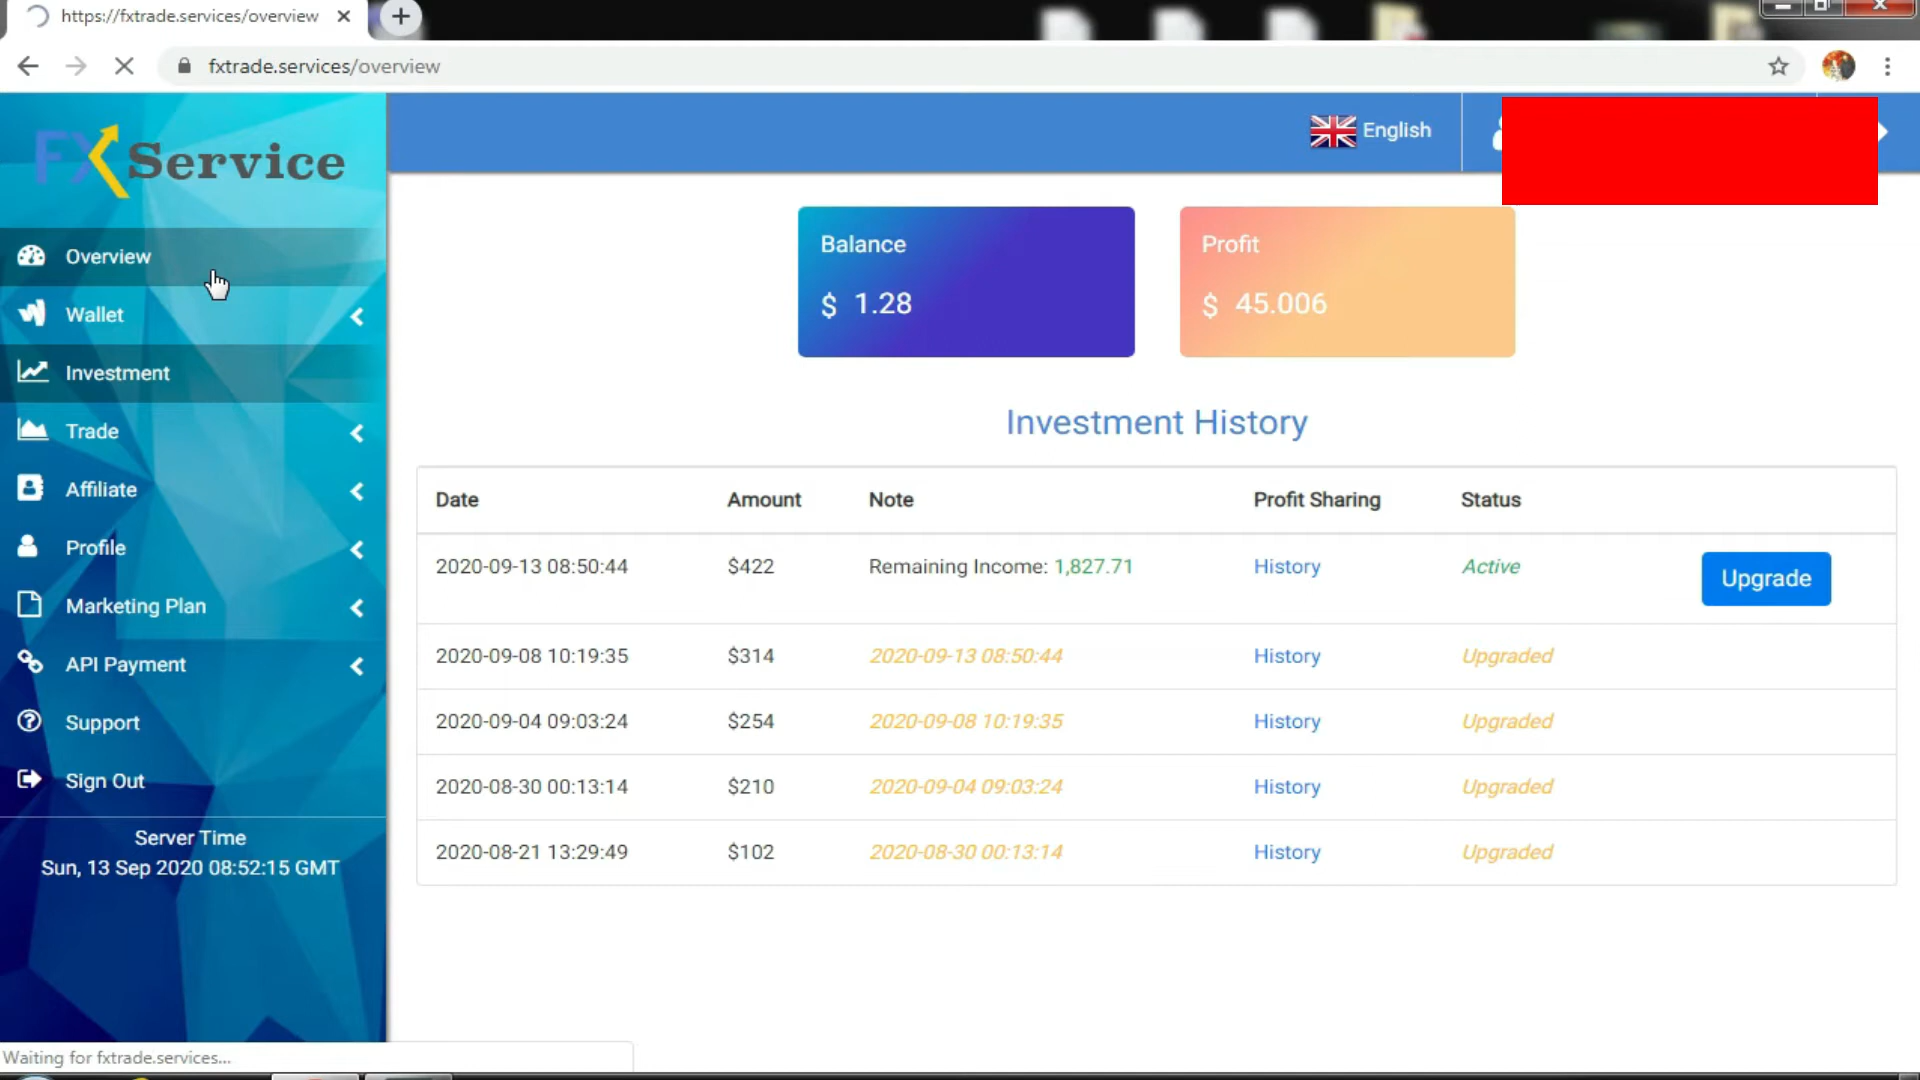 https://fxtrade.services/overview
fxtrade.services/overview
FX Service
English
Overview
Wallet
Investment
Trade
Affiliate
Profile
Marketing Plan
API Payment
Support
Sign Out
Server Time
Sun, 13 Sep 2020 08:52:15 GMT
Balance
$ 1.28
Profit
$ 45.006
Investment History
Date Amount Note Profit Sharing Status
2020-09-13 08:50:44 $422 Remaining Income: 1,827.71 History Active Upgrade
2020-09-08 10:19:35 $314 2020-09-13 08:50:44 History Upgraded
2020-09-04 09:03:24 $254 2020-09-08 10:19:35 History Upgraded
2020-08-30 00:13:14 $210 2020-09-04 09:03:24 History Upgraded
2020-08-21 13:29:49 $102 2020-08-30 00:13:14 History Upgraded
Waiting for fxtrade.services...